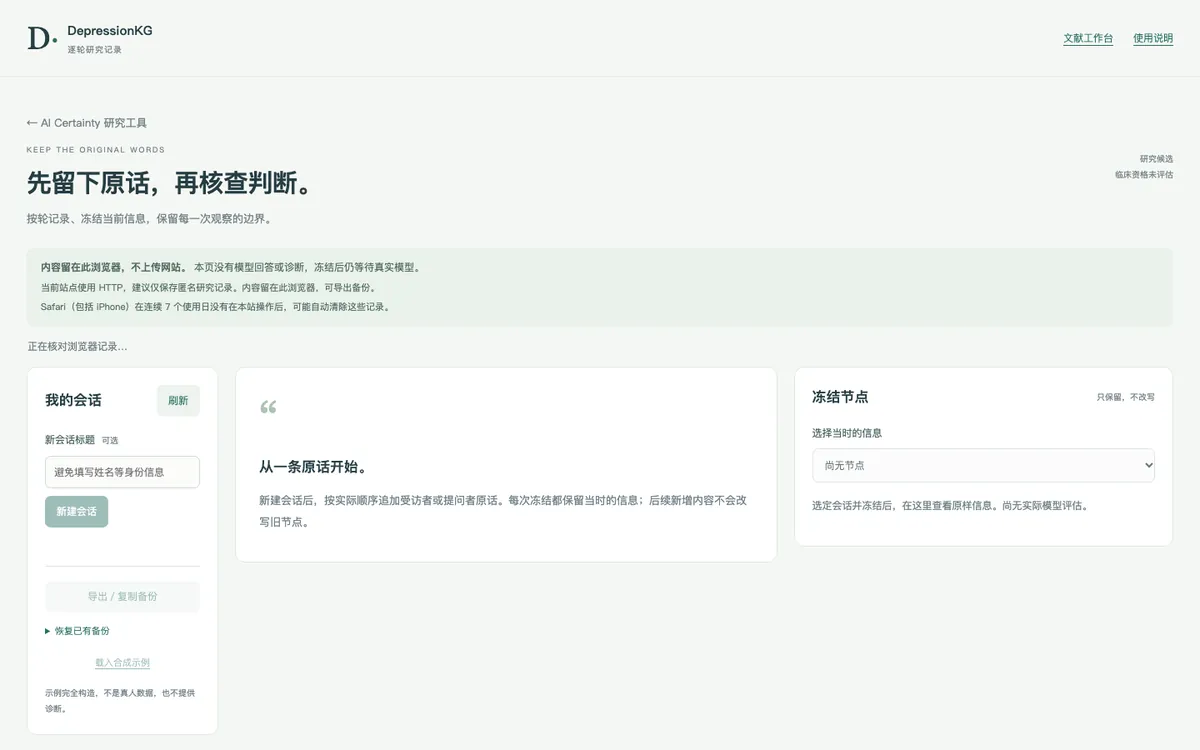 D.
DepressionKG
逐轮研究记录
文献工作台
使用说明
← AI Certainty 研究工具
KEEP THE ORIGINAL WORDS
先留下原话，再核查判断。
按轮记录、冻结当前信息，保留每一次观察的边界。
研究候选
临床资格未评估
内容留在此浏览器，不上传网站。 本页没有模型回答或诊断，冻结后仍等待真实模型。
当前站点使用 HTTP，建议仅保存匿名研究记录。内容留在此浏览器，可导出备份。
Safari（包括 iPhone）在连续 7 个使用日没有在本站操作后，可能自动清除这些记录。
正在核对浏览器记录…
我的会话
刷新
新会话标题 可选
避免填写姓名等身份信息
新建会话
导出 / 复制备份
▶ 恢复已有备份
载入合成示例
示例完全构造，不是真人数据，也不提供
诊断。
“
从一条原话开始。
新建会话后，按实际顺序追加受访者或提问者原话。每次冻结都保留当时的信息；后续新增内容不会改
写旧节点。
冻结节点
只保留，不改写
选择当时的信息
尚无节点
选定会话并冻结后，在这里查看原样信息。尚无实际模型评估。